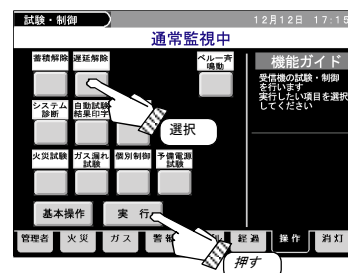 試験・制御
12月12日 17:15
通常監視中
蓄積解除
遅延解除
ベル一斉
鳴動
システム
診断
自動試験
結果印字
選択
火災試験
ガス漏れ
試験
個別制御
予備電源
試験
基本操作
実 行
押す
機能ガイド
受信機の試験・制御
を行います
実行したい項目を選択
してください
管理者
火災
ガス
警
経過
操作
消灯